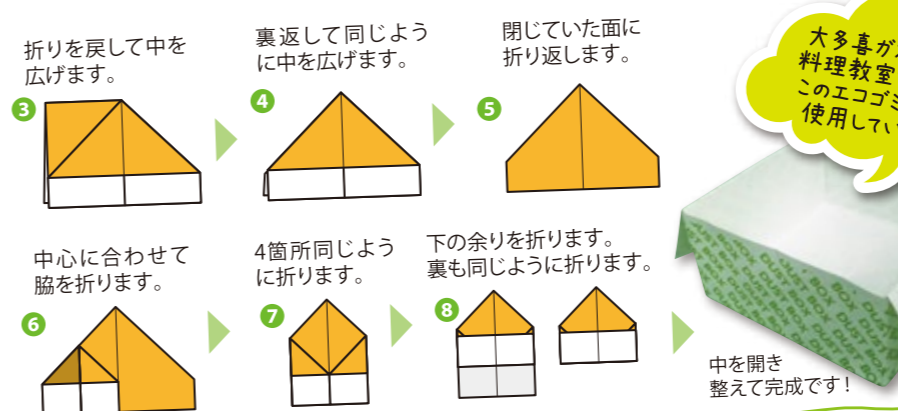 折りを戻して中を
広げます。
3
裏返して同じよう
に中を広げます。
4
閉じていた面に
折り返します。
5
大多喜ガ
料理教室
このエコゴミ
使用してい
中心に合わせて
脇を折ります。
6
4箇所同じよう
に折ります。
7
下の余りを折ります。
裏も同じように折ります。
8
DUST BOX
中を開き
整えて完成です!